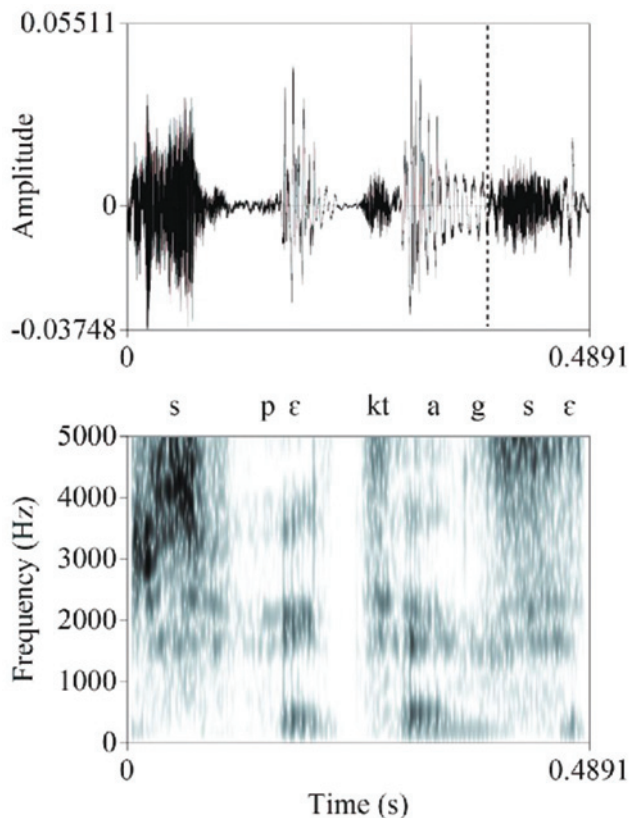 0.05511
Amplitude
0
-0.03748
0 0.4891
s p ɛ kt a g s ɛ
5000
4000
3000
2000
1000
0
Frequency (Hz)
0 0.4891
Time (s)